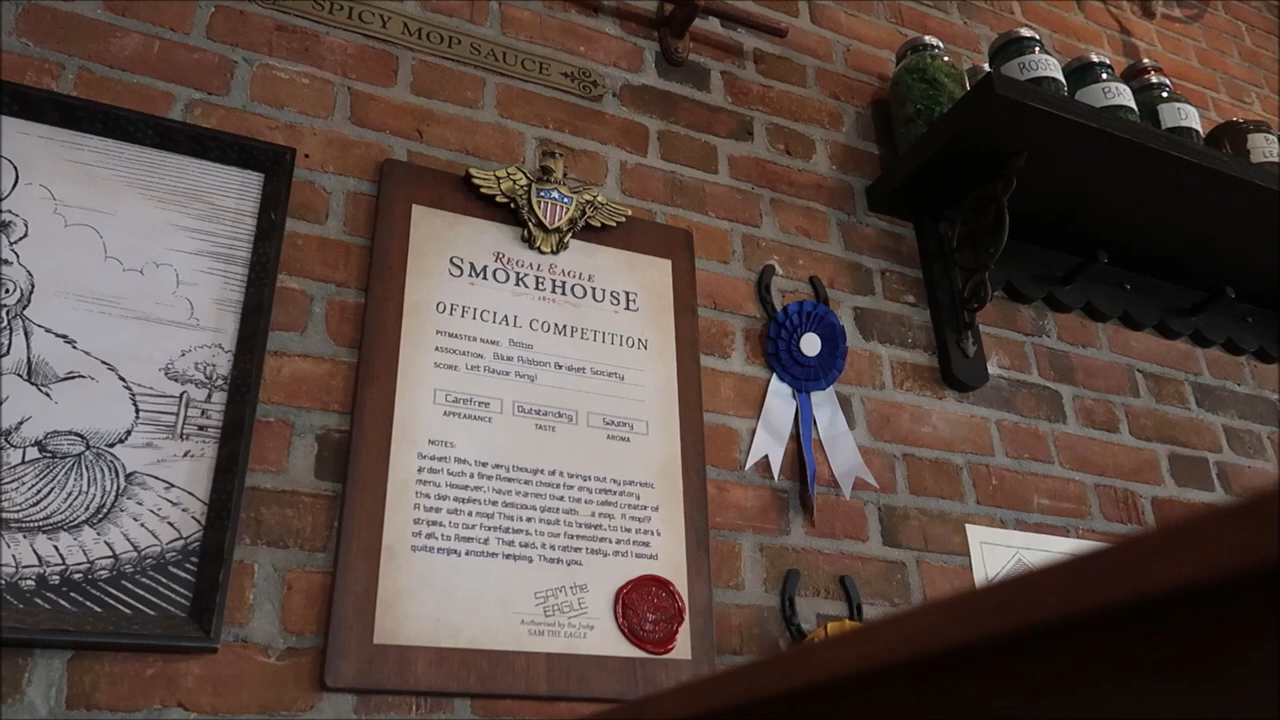 SPICY MOP SAUCE
REGAL EAGLE
SMOKEHOUSE
1876
OFFICIAL COMPETITION
PITMASTER NAME: Bobo
ASSOCIATION: Blue Ribbon Brisket Society
SCORE: Let Flavor Ring!
Carefree Outstanding Savory
APPEARANCE TASTE AROMA
NOTES:
Brisket! Ahh, the very thought of it brings out my patriotic
ardor! Such a fine American choice for any celebratory
menu. However, I have learned that the so-called creator of
this dish applies the delicious glaze with.....a mop. A mop!?
A bear with a mop! This is an insult to brisket, to the stars &
stripes, to our forefathers, to our foremothers and most
of all, to America! That said, it is rather tasty, and I would
quite enjoy another helping. Thank you.
SAM the
EAGLE
Authorised by the Judge
SAM THE EAGLE
ROSEM
BAS
DI
BA
LEA